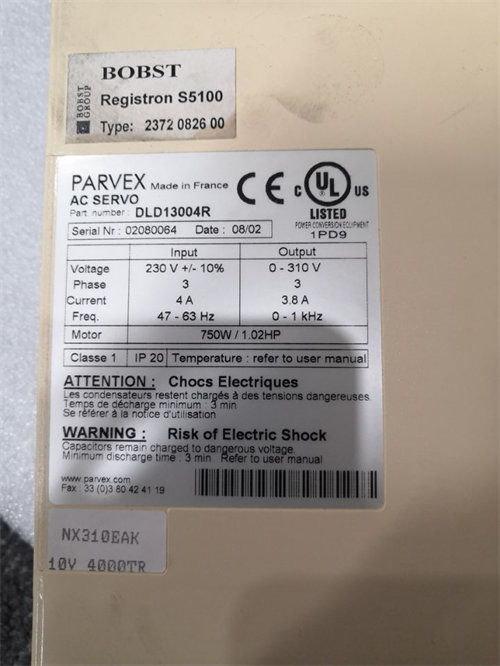 BOBST
GROUP
BOBST
Registron S5100
Type: 2372 0826 00
PARVEX Made in France
AC SERVO
Part number: DLD13004R
CE
C UL US
LISTED
POWER CONVERSION EQUIPMENT
1PD9
Serial Nr : 02080064 Date : 08/02
Input Output
Voltage 230 V +/- 10% 0 - 310 V
Phase 3 3
Current 4 A 3.8 A
Freq. 47 - 63 Hz 0 - 1 kHz
Motor 750W / 1.02HP
Classe 1 IP 20 Temperature : refer to user manual
ATTENTION : Chocs Electriques
Les condensateurs restent chargés à des tensions dangereuses.
Temps de décharge minimum : 3 min
Se référer à la notice d'utilisation
WARNING : Risk of Electric Shock
Capacitors remain charged to dangerous voltage.
Minimum discharge time : 3 min Refer to user manual
www.parvex.com
Fax : 33 (0)3 80 42 41 19
NX310EAK
10V 4000TR